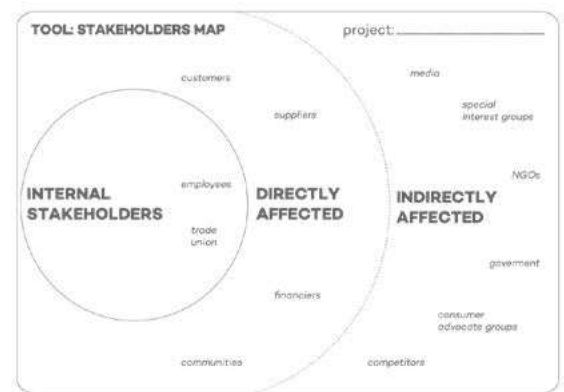 TOOL: STAKEHOLDERS MAP
project:
customers
media
suppliers
special
interest groups
employees
NGOs
INTERNAL
STAKEHOLDERS
DIRECTLY
AFFECTED
INDIRECTLY
AFFECTED
trade
union
goverment
financiers
consumer
advocate groups
communities
competitors